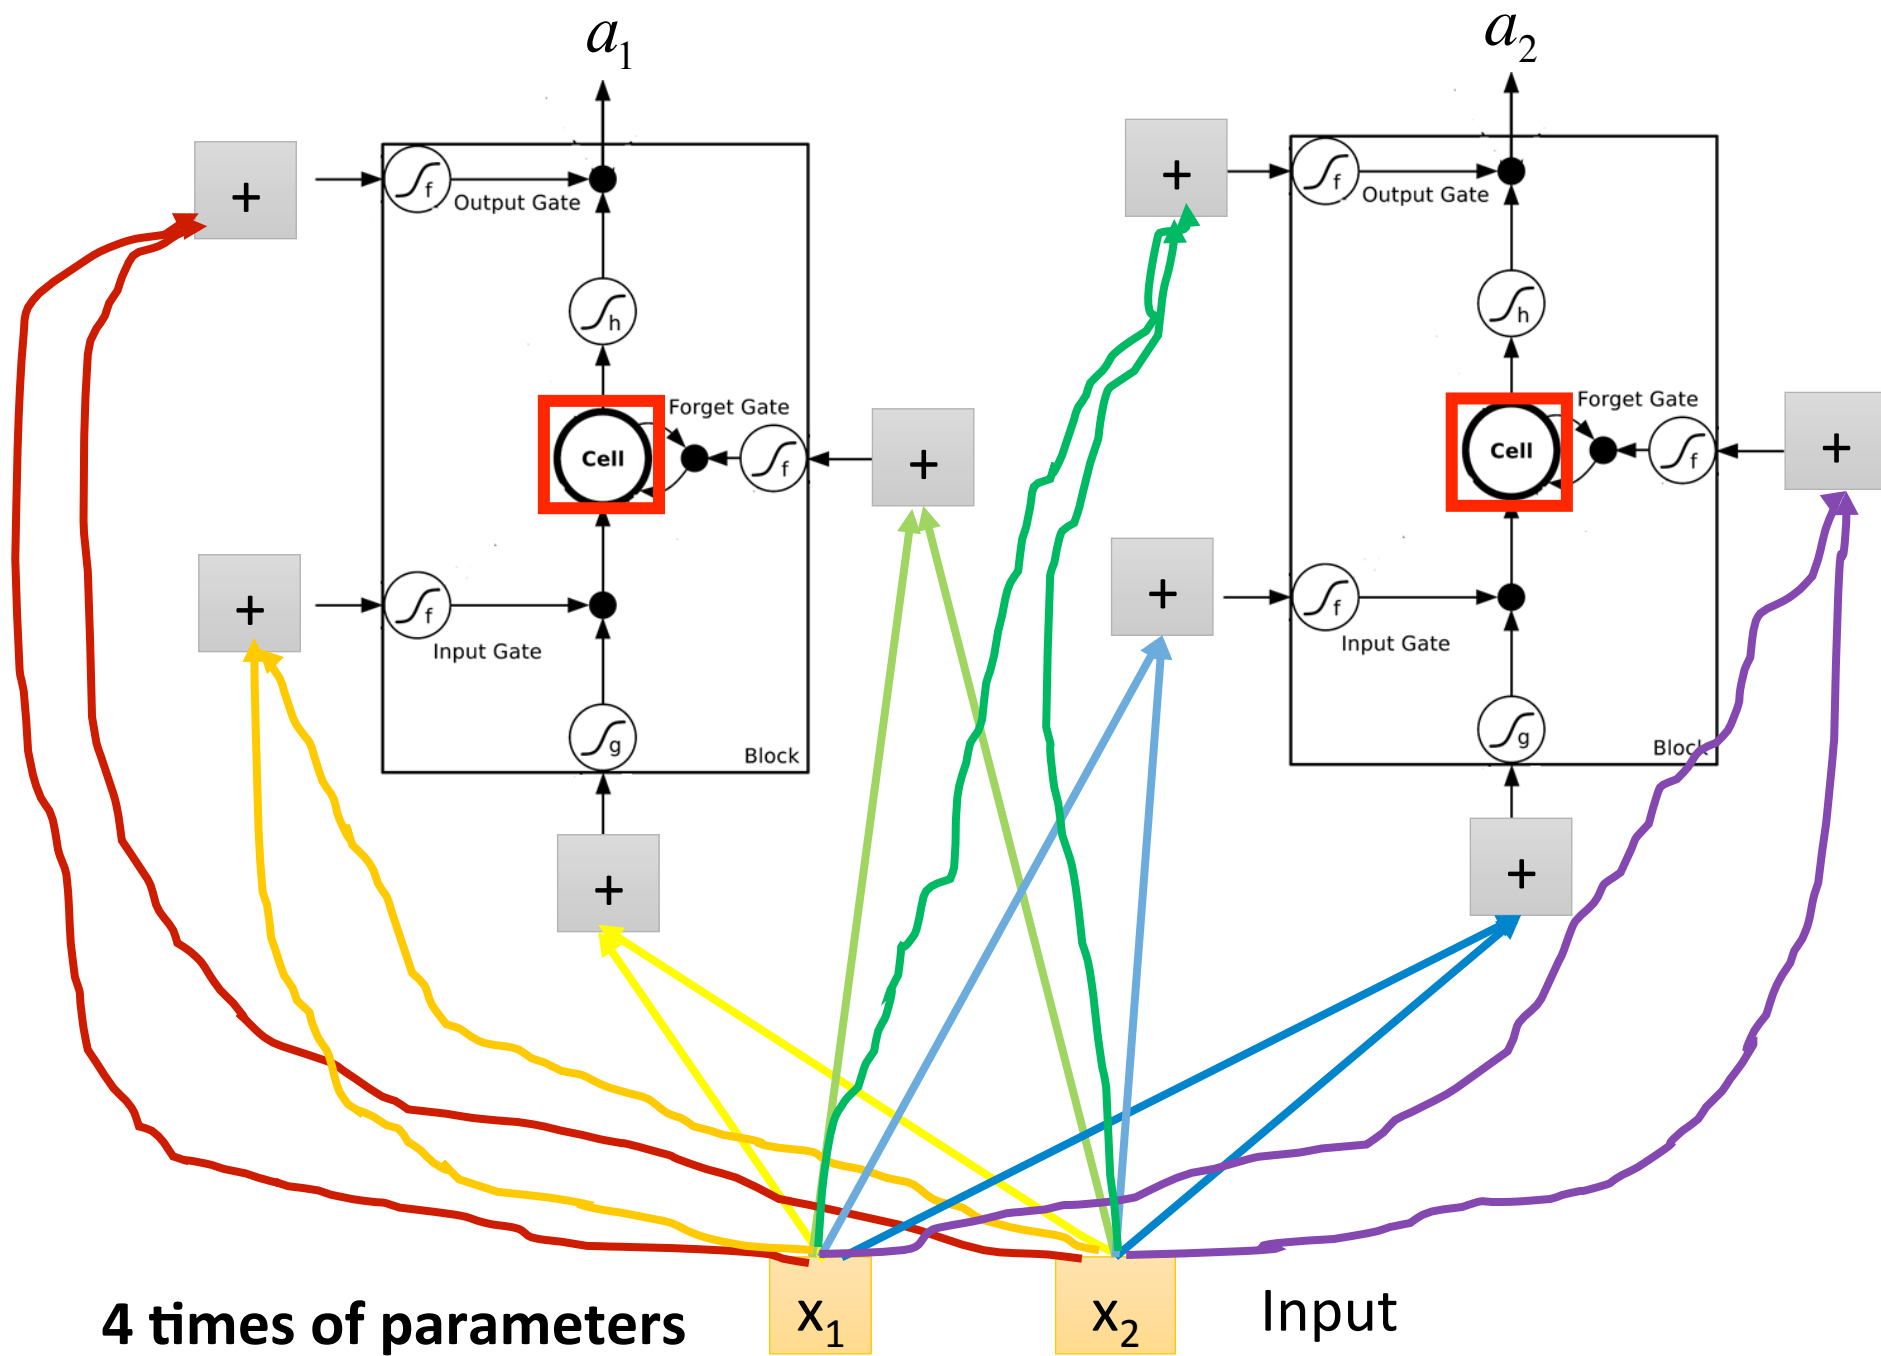 a1
a2
+
f
Output Gate
h
Forget Gate
Cell
f
+
+
f
Input Gate
g
Block
+
+
f
Output Gate
h
Forget Gate
Cell
f
+
+
f
Input Gate
g
Block
+
4 times of parameters
x1
x2
Input